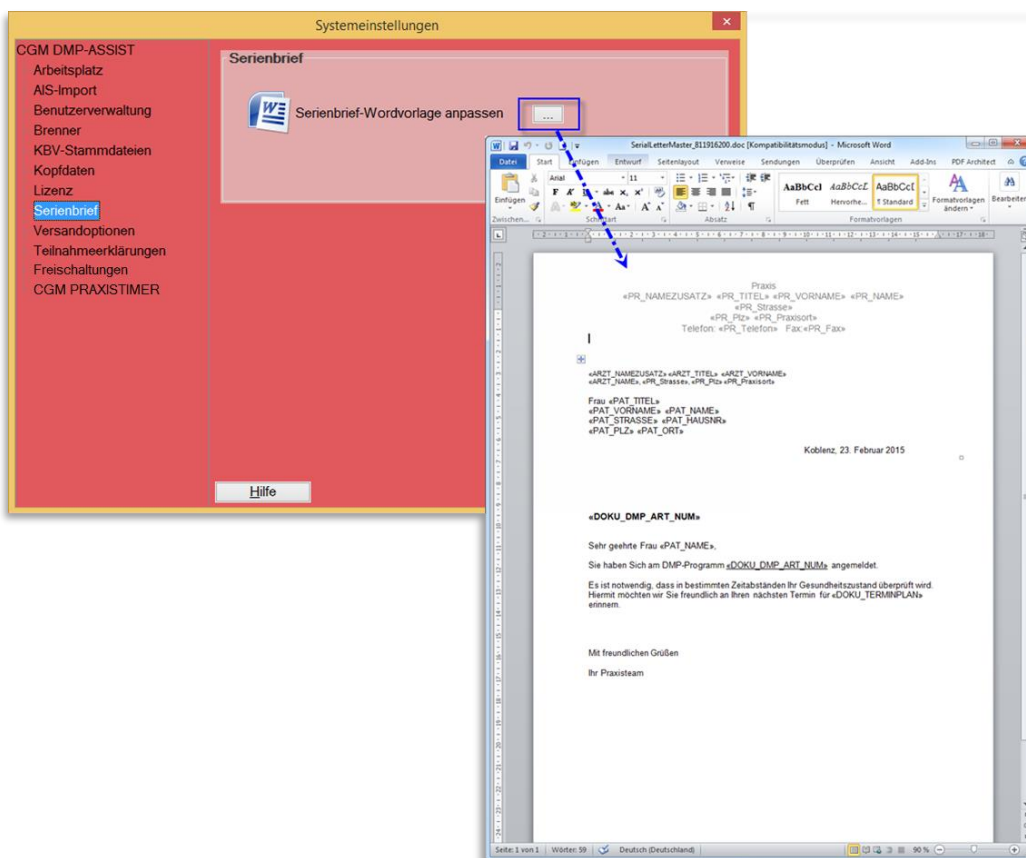 Systemeinstellungen
CGM DMP-ASSIST
Arbeitsplatz
AIS-Import
Benutzerverwaltung
Brenner
KBV-Stammdateien
Kopfdaten
Lizenz
Serienbrief
Versandoptionen
Teilnahmeerklärungen
Freischaltungen
CGM PRAXISTIMER
Serienbrief
Serienbrief-Wordvorlage anpassen
...
Hilfe
SerialLetterMaster_811916200.doc [Kompatibilitätsmodus] - Microsoft Word
Datei Start Einfügen Entwurf Seitenlayout Verweise Sendungen Überprüfen Ansicht Add-Ins PDF Architect
Arial 11
Einfügen
AaBbCcI AaBbCcL AaBbCcI
Fett Hervorhe... ¶ Standard
Formatvorlagen ändern
Bearbeiten
Zwischen... Schriftart Absatz Formatvorlagen
Praxis
«PR_NAMEZUSATZ» «PR_TITEL» «PR_VORNAME» «PR_NAME»
«PR_Strasse»
«PR_Plz» «PR_Praxisort»
Telefon: «PR_Telefon» Fax:«PR_Fax»
«ARZT_NAMEZUSATZ» «ARZT_TITEL» «ARZT_VORNAME»
«ARZT_NAME», «PR_Strasse», «PR_Plz» «PR_Praxisort»
Frau «PAT_TITEL»
«PAT_VORNAME» «PAT_NAME»
«PAT_STRASSE» «PAT_HAUSNR»
«PAT_PLZ» «PAT_ORT»
Koblenz, 23. Februar 2015
«DOKU_DMP_ART_NUM»
Sehr geehrte Frau «PAT_NAME»,
Sie haben Sich am DMP-Programm «DOKU_DMP_ART_NUM» angemeldet.
Es ist notwendig, dass in bestimmten Zeitabständen Ihr Gesundheitszustand überprüft wird.
Hiermit möchten wir Sie freundlich an Ihren nächsten Termin für «DOKU_TERMINPLAN»
erinnern.
Mit freundlichen Grüßen
Ihr Praxisteam
Seite: 1 von 1 Wörter: 59 Deutsch (Deutschland) 90 %